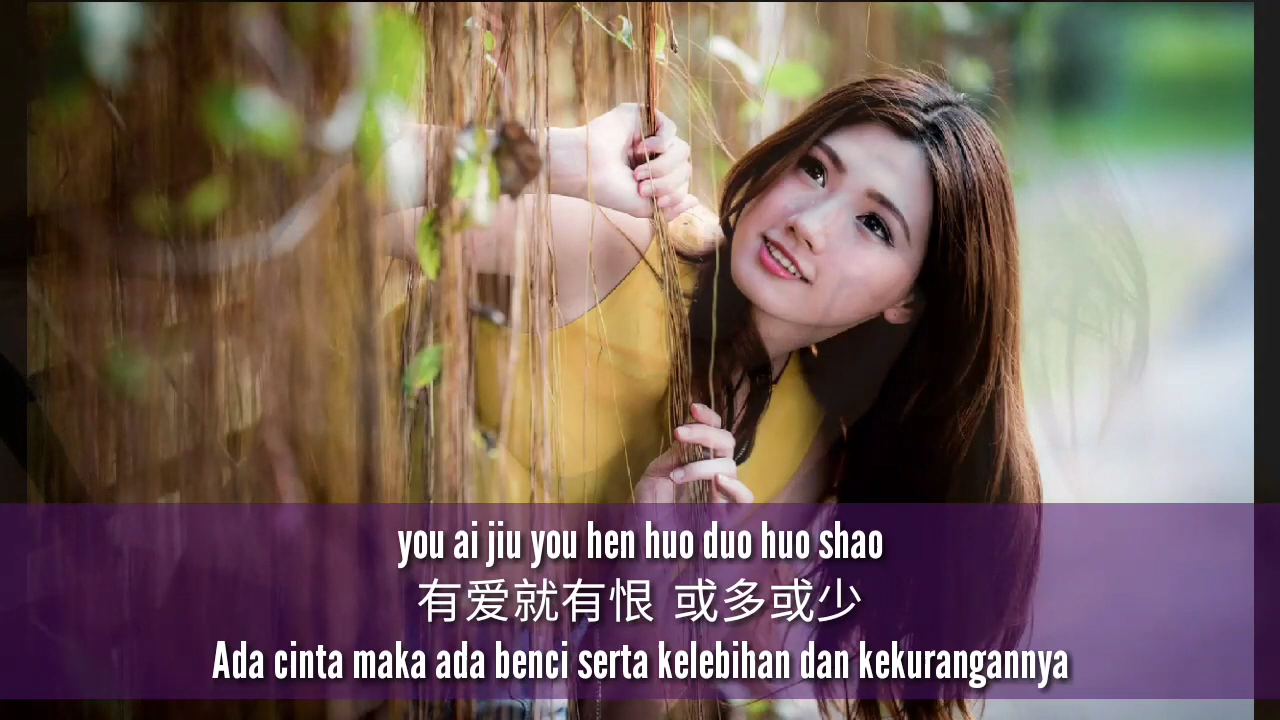 you ai jiu you hen huo duo huo shao
有爱就有恨 或多或少
Ada cinta maka ada benci serta kelebihan dan kekurangannya